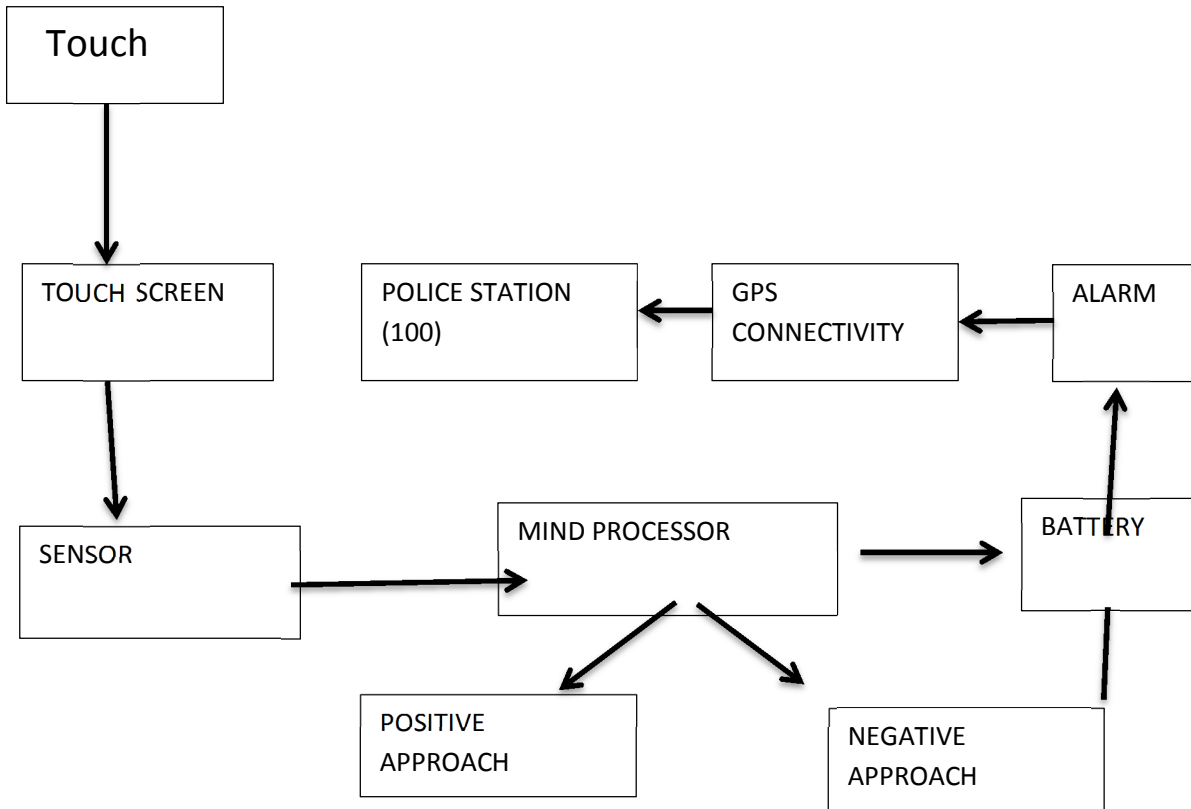 Touch
TOUCH SCREEN
POLICE STATION
(100)
GPS
CONNECTIVITY
ALARM
SENSOR
MIND PROCESSOR
BATTERY
POSITIVE
APPROACH
NEGATIVE
APPROACH